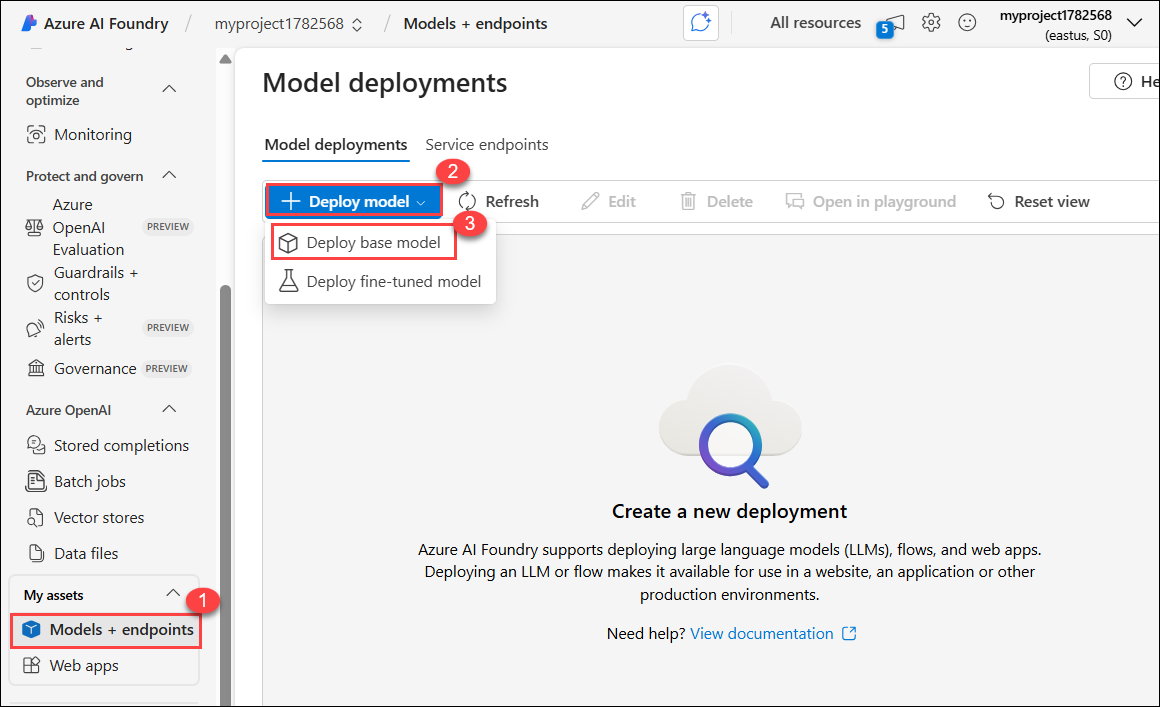 Azure AI Foundry / myproject1782568 / Models + endpoints
All resources
5
myproject1782568
(eastus, S0)
Observe and
optimize
Monitoring
Protect and govern
Azure
OpenAI
Evaluation
PREVIEW
Guardrails +
controls
Risks +
alerts
PREVIEW
Governance PREVIEW
Azure OpenAI
Stored completions
Batch jobs
Vector stores
Data files
My assets
1
Models + endpoints
Web apps
Model deployments
He
Model deployments Service endpoints
2
Deploy model
Refresh Edit Delete Open in playground Reset view
3
Deploy base model
Deploy fine-tuned model
Create a new deployment
Azure AI Foundry supports deploying large language models (LLMs), flows, and web apps.
Deploying an LLM or flow makes it available for use in a website, an application or other
production environments.
Need help? View documentation